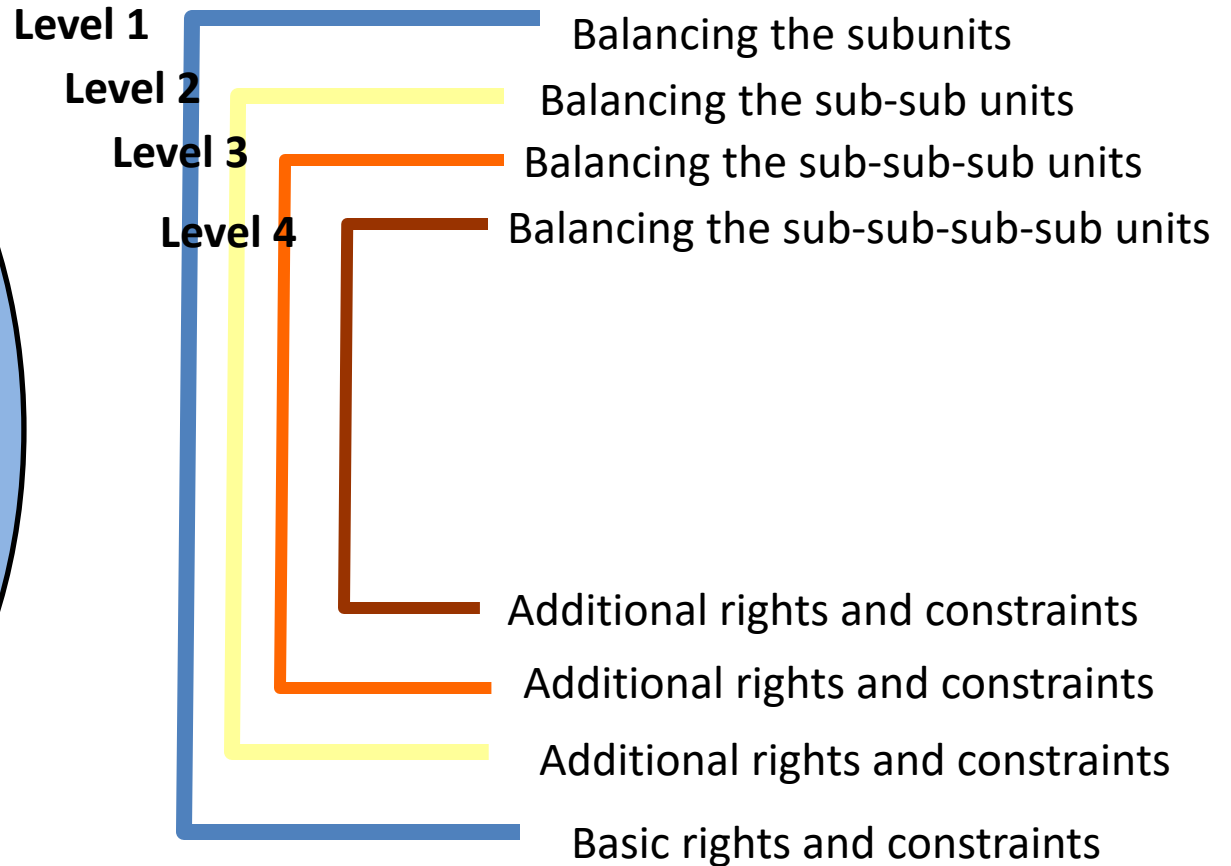 Level 1
Balancing the subunits
Level 2
Balancing the sub-sub units
Level 3
Balancing the sub-sub-sub units
Level 4
Balancing the sub-sub-sub-sub units
Additional rights and constraints
Additional rights and constraints
Additional rights and constraints
Basic rights and constraints